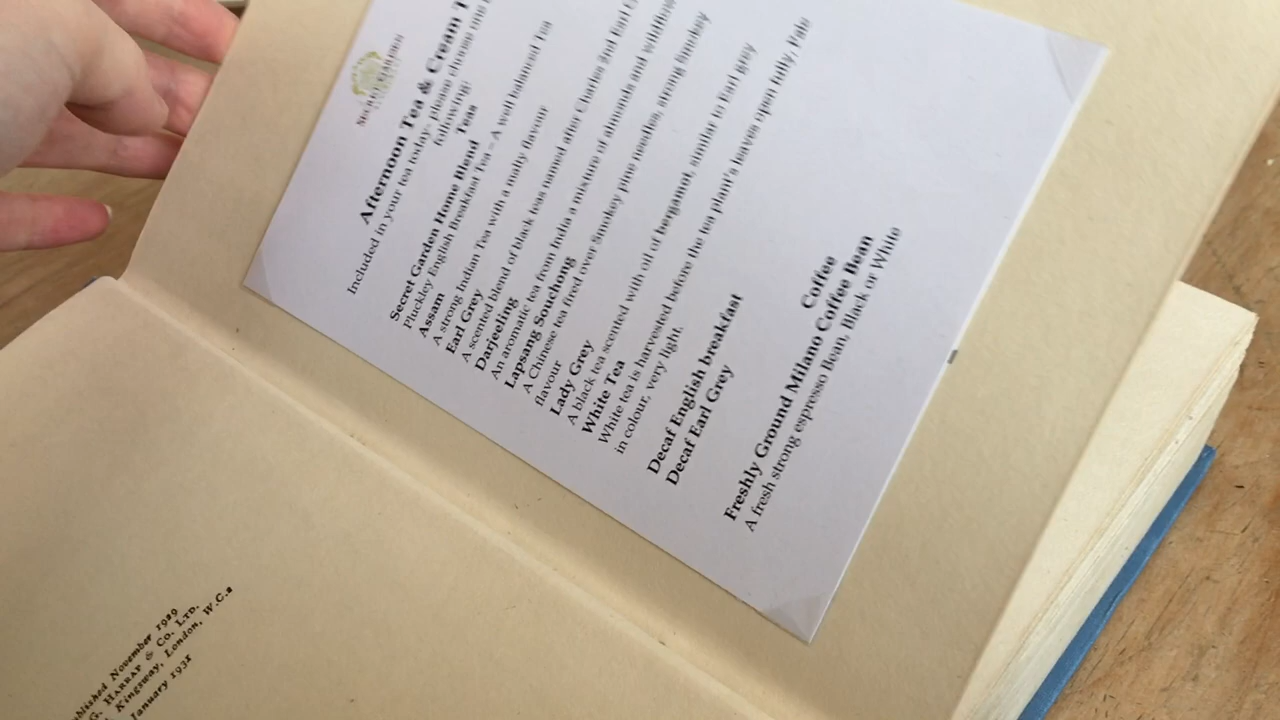 Afternoon Tea & Cream T
Included in your tea today- please choose one
following:
Teas
Secret Garden Home Blend
Pluckley English Breakfast Tea – A well balanced Tea
Assam
A strong Indian Tea with a malty flavour
Earl Grey
A scented blend of black teas named after Charles 2nd Earl G
Darjeeling
An aromatic tea from India a mixture of almonds and wildflow
Lapsang Souchong
A Chinese tea fired over Smokey pine needles, strong Smokey
flavour
Lady Grey
A black tea scented with oil of bergamot, similar to Earl grey
White Tea
White tea is harvested before the tea plant's leaves open fully, Pale
in colour, very light.
Decaf English breakfast
Decaf Earl Grey
Coffee
Freshly Ground Milano Coffee Bean
A fresh strong espresso Bean, Black or White
blished November 1929
G. HARRAP & CO. LTD.
Kingsway, London, W.C.2
January 1931